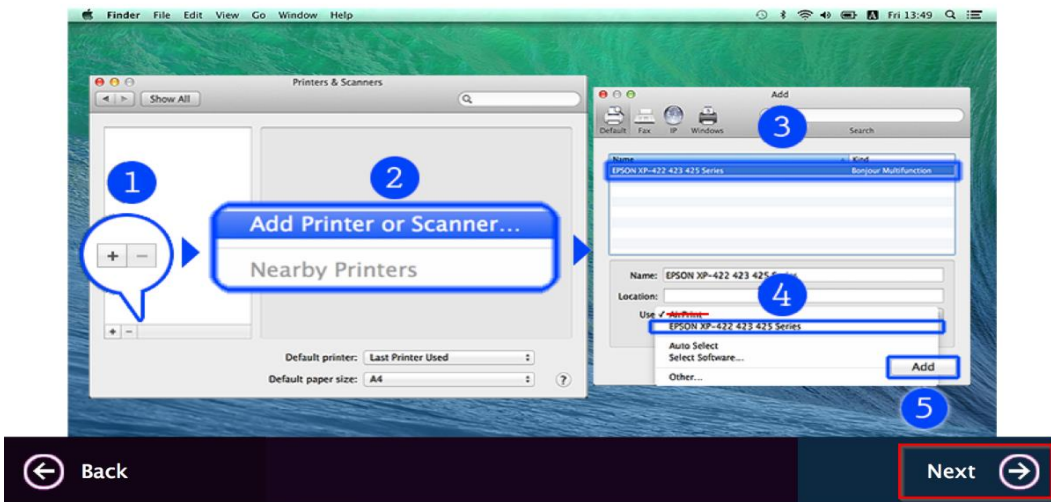 Finder File Edit View Go Window Help Fri 13:49
Printers & Scanners
Show All
1
2
+ −
Add Printer or Scanner...
Nearby Printers
+ −
Default printer: Last Printer Used
Default paper size: A4 ?
Add
Default Fax IP Windows Search
3
Name Kind
EPSON XP-422 423 425 Series Bonjour Multifunction
Name: EPSON XP-422 423 425 Series
Location:
4
Use ✓ AirPrint
EPSON XP-422 423 425 Series
Auto Select
Select Software...
Other...
Add
5
Back Next